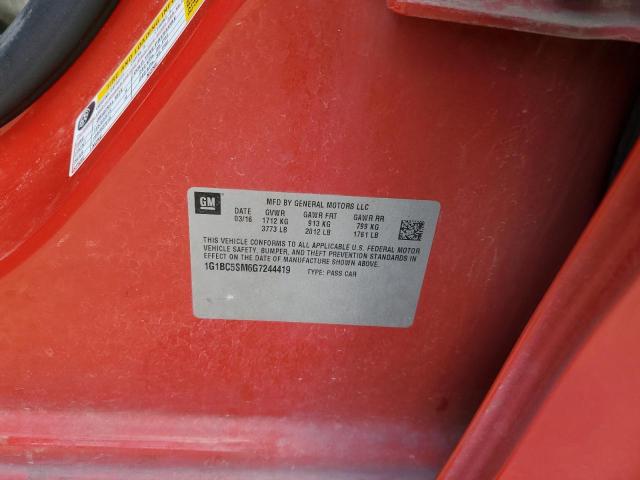 GM
MFD BY GENERAL MOTORS LLC
DATE GVWR GAWR FRT GAWR RR
03/16 1712 KG 913 KG 799 KG
3773 LB 2012 LB 1761 LB
THIS VEHICLE CONFORMS TO ALL APPLICABLE U.S. FEDERAL MOTOR
VEHICLE SAFETY, BUMPER, AND THEFT PREVENTION STANDARDS IN
EFFECT ON THE DATE OF MANUFACTURE SHOWN ABOVE.
1G1BC5SM6G7244419 TYPE: PASS CAR